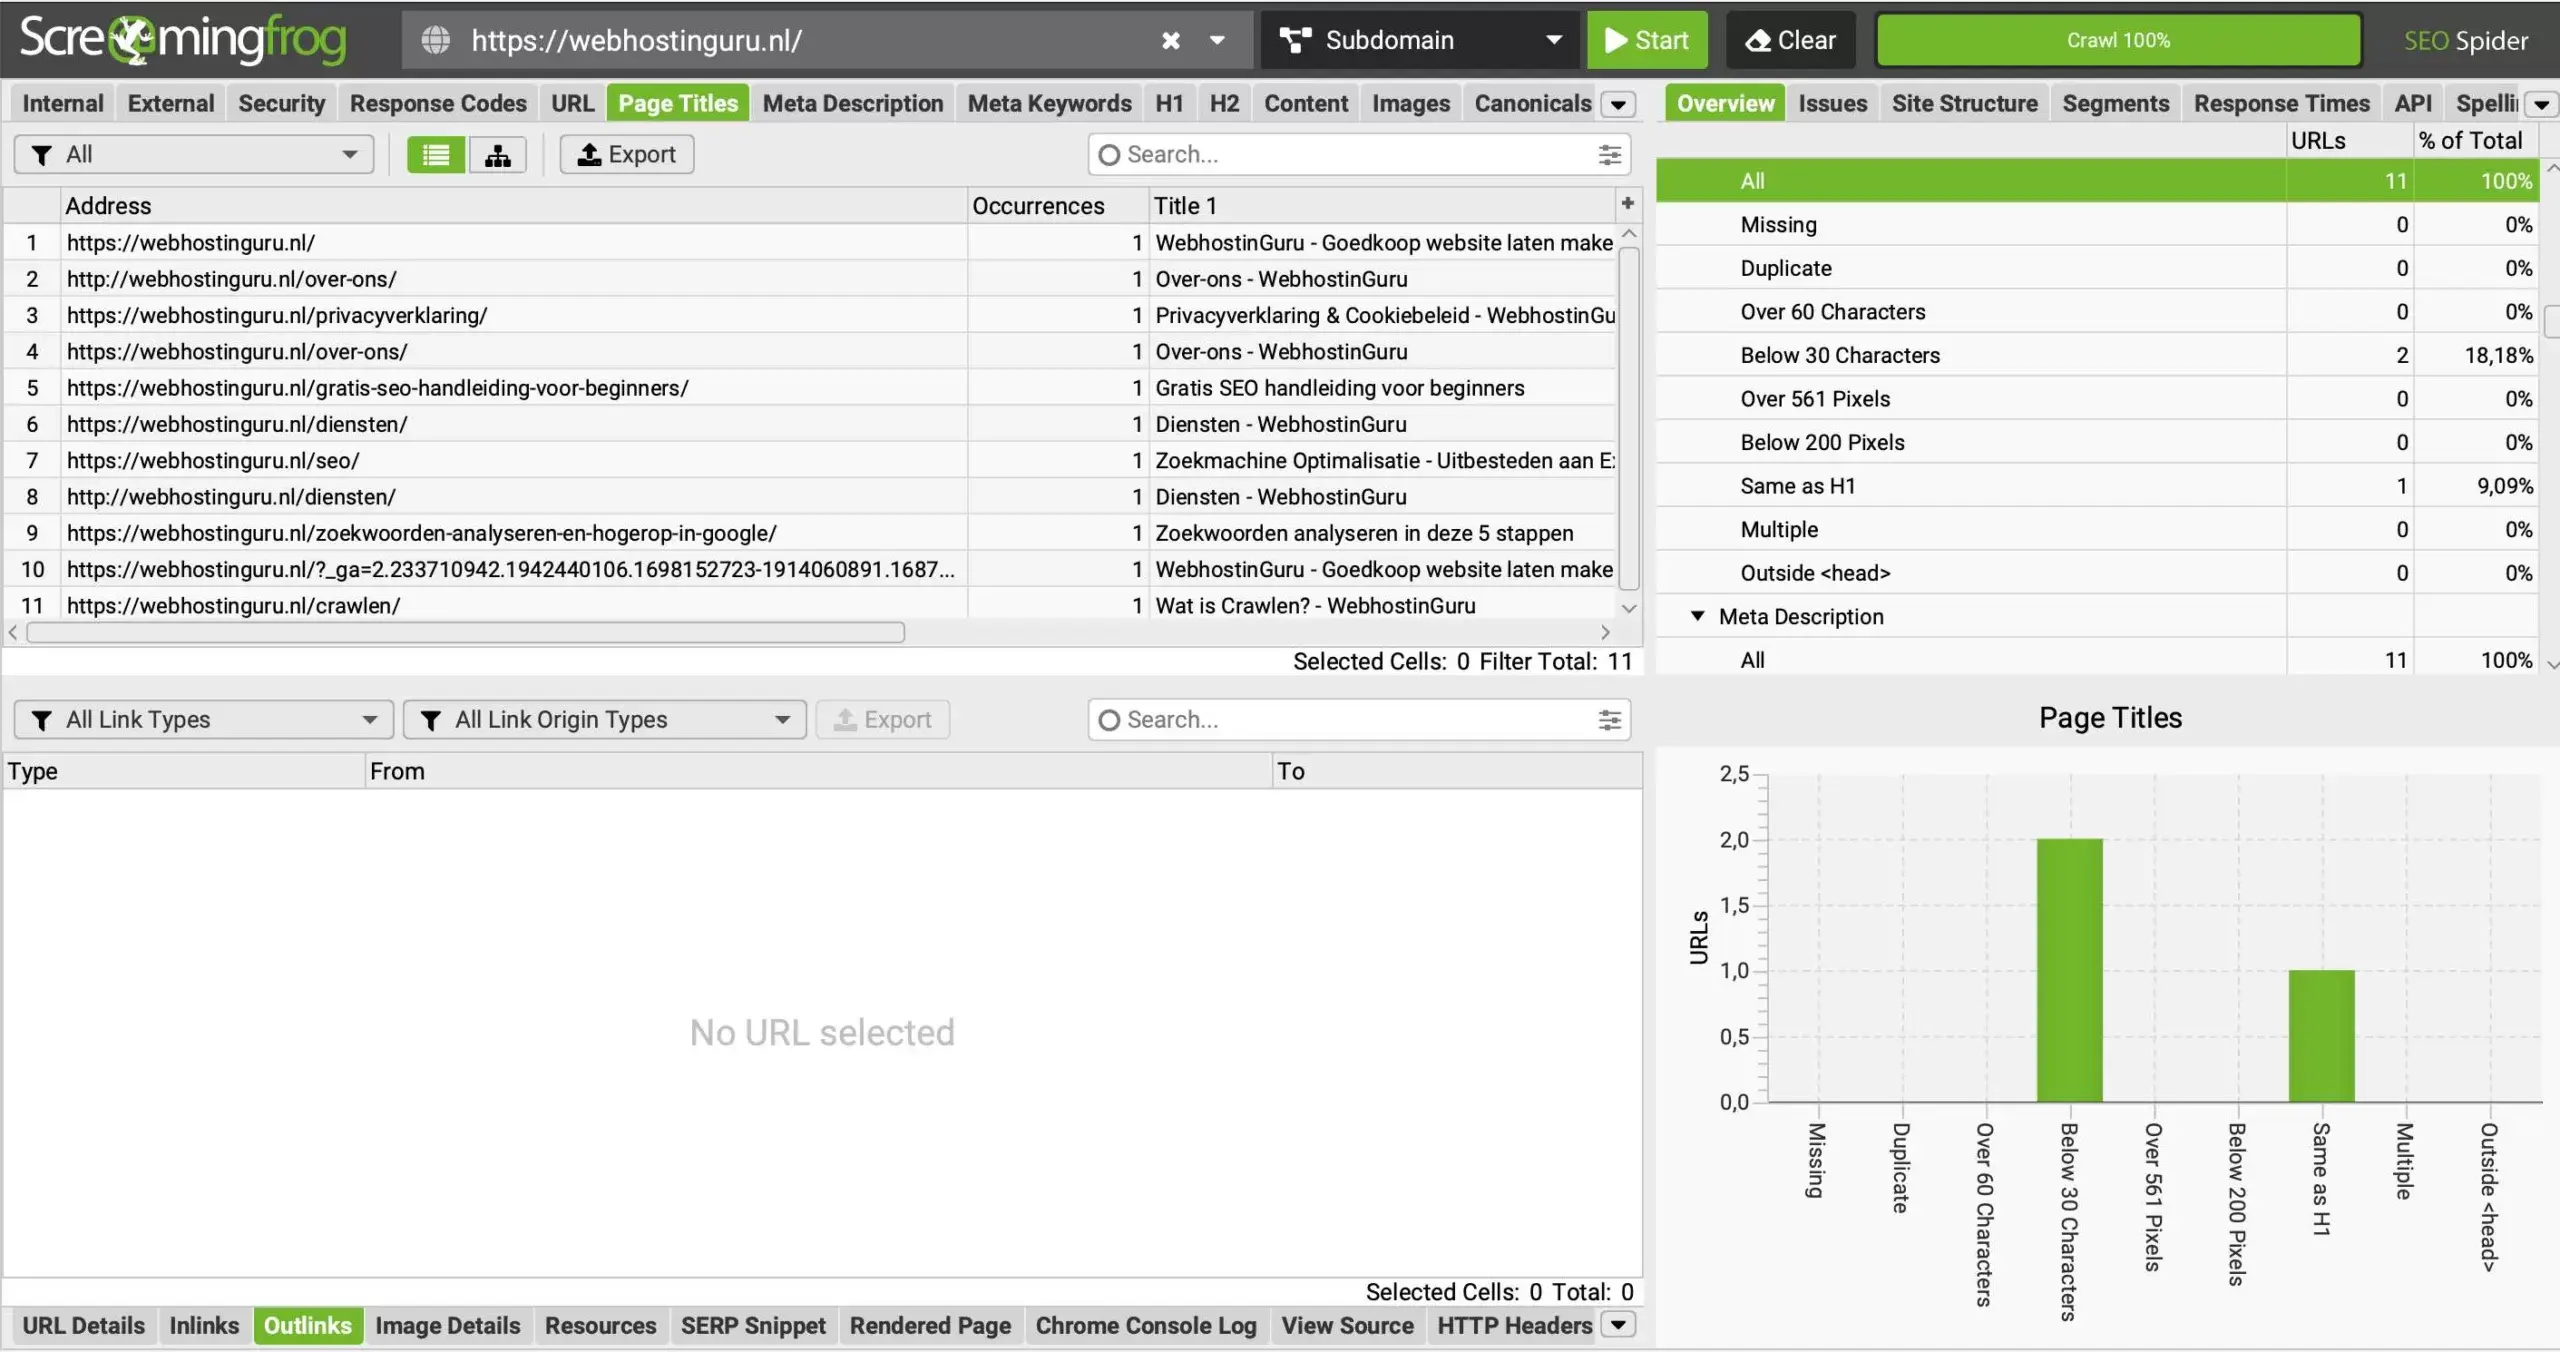 Screamingfrog https://webhostinguru.nl/ Subdomain Start Clear Crawl 100% SEO Spider
Internal External Security Response Codes URL Page Titles Meta Description Meta Keywords H1 H2 Content Images Canonicals
All Export Search...
Address Occurrences Title 1 +
1 https://webhostinguru.nl/ 1 WebhostinGuru - Goedkoop website laten make
2 http://webhostinguru.nl/over-ons/ 1 Over-ons - WebhostinGuru
3 https://webhostinguru.nl/privacyverklaring/ 1 Privacyverklaring & Cookiebeleid - WebhostinGu
4 https://webhostinguru.nl/over-ons/ 1 Over-ons - WebhostinGuru
5 https://webhostinguru.nl/gratis-seo-handleiding-voor-beginners/ 1 Gratis SEO handleiding voor beginners
6 https://webhostinguru.nl/diensten/ 1 Diensten - WebhostinGuru
7 https://webhostinguru.nl/seo/ 1 Zoekmachine Optimalisatie - Uitbesteden aan
8 http://webhostinguru.nl/diensten/ 1 Diensten - WebhostinGuru
9 https://webhostinguru.nl/zoekwoorden-analyseren-en-hogerop-in-google/ 1 Zoekwoorden analyseren in deze 5 stappen
10 https://webhostinguru.nl/?_ga=2.233710942.1942440106.1698152723-1914060891.1687... 1 WebhostinGuru - Goedkoop website laten make
11 https://webhostinguru.nl/crawlen/ 1 Wat is Crawlen? - WebhostinGuru
Selected Cells: 0 Filter Total: 11
All Link Types All Link Origin Types Export Search...
Type From To
No URL selected
Selected Cells: 0 Total: 0
URL Details Inlinks Outlinks Image Details Resources SERP Snippet Rendered Page Chrome Console Log View Source HTTP Headers
Overview Issues Site Structure Segments Response Times API Spelli
URLs % of Total
All 11 100%
Missing 0 0%
Duplicate 0 0%
Over 60 Characters 0 0%
Below 30 Characters 2 18,18%
Over 561 Pixels 0 0%
Below 200 Pixels 0 0%
Same as H1 1 9,09%
Multiple 0 0%
Outside <head> 0 0%
Meta Description
All 11 100%
Page Titles
URLs
2,5
2,0
1,5
1,0
0,5
0,0
Missing
Duplicate
Over 60 Characters
Below 30 Characters
Over 561 Pixels
Below 200 Pixels
Same as H1
Multiple
Outside <head>